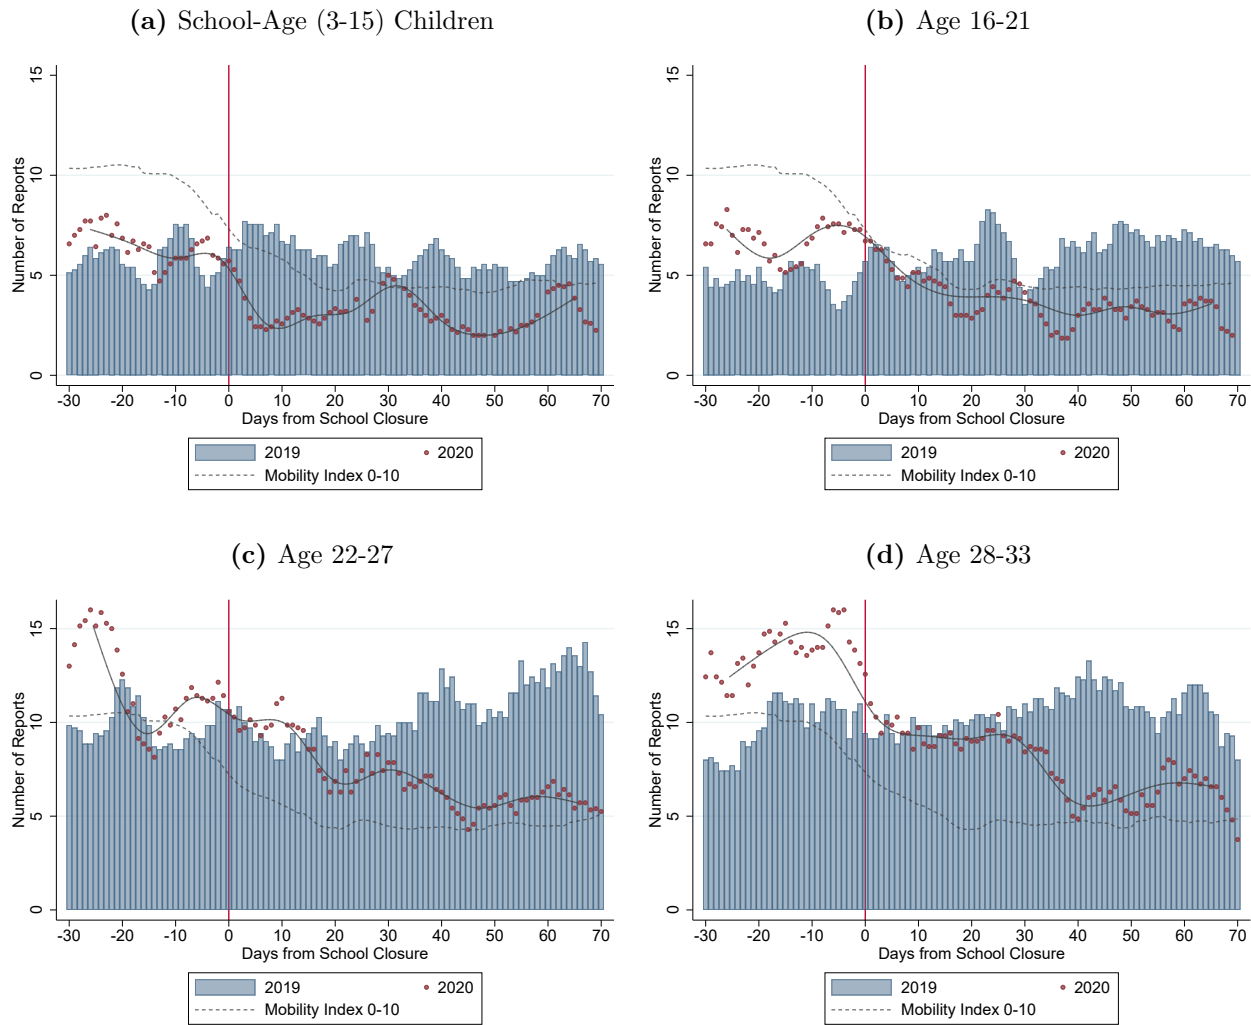 (a) School-Age (3-15) Children
15
10
5
0
Number of Reports
-30 -20 -10 0 10 20 30 40 50 60 70
Days from School Closure
2019 2020
Mobility Index 0-10
(b) Age 16-21
15
10
5
0
Number of Reports
-30 -20 -10 0 10 20 30 40 50 60 70
Days from School Closure
2019 2020
Mobility Index 0-10
(c) Age 22-27
15
10
5
0
Number of Reports
-30 -20 -10 0 10 20 30 40 50 60 70
Days from School Closure
2019 2020
Mobility Index 0-10
(d) Age 28-33
15
10
5
0
Number of Reports
-30 -20 -10 0 10 20 30 40 50 60 70
Days from School Closure
2019 2020
Mobility Index 0-10